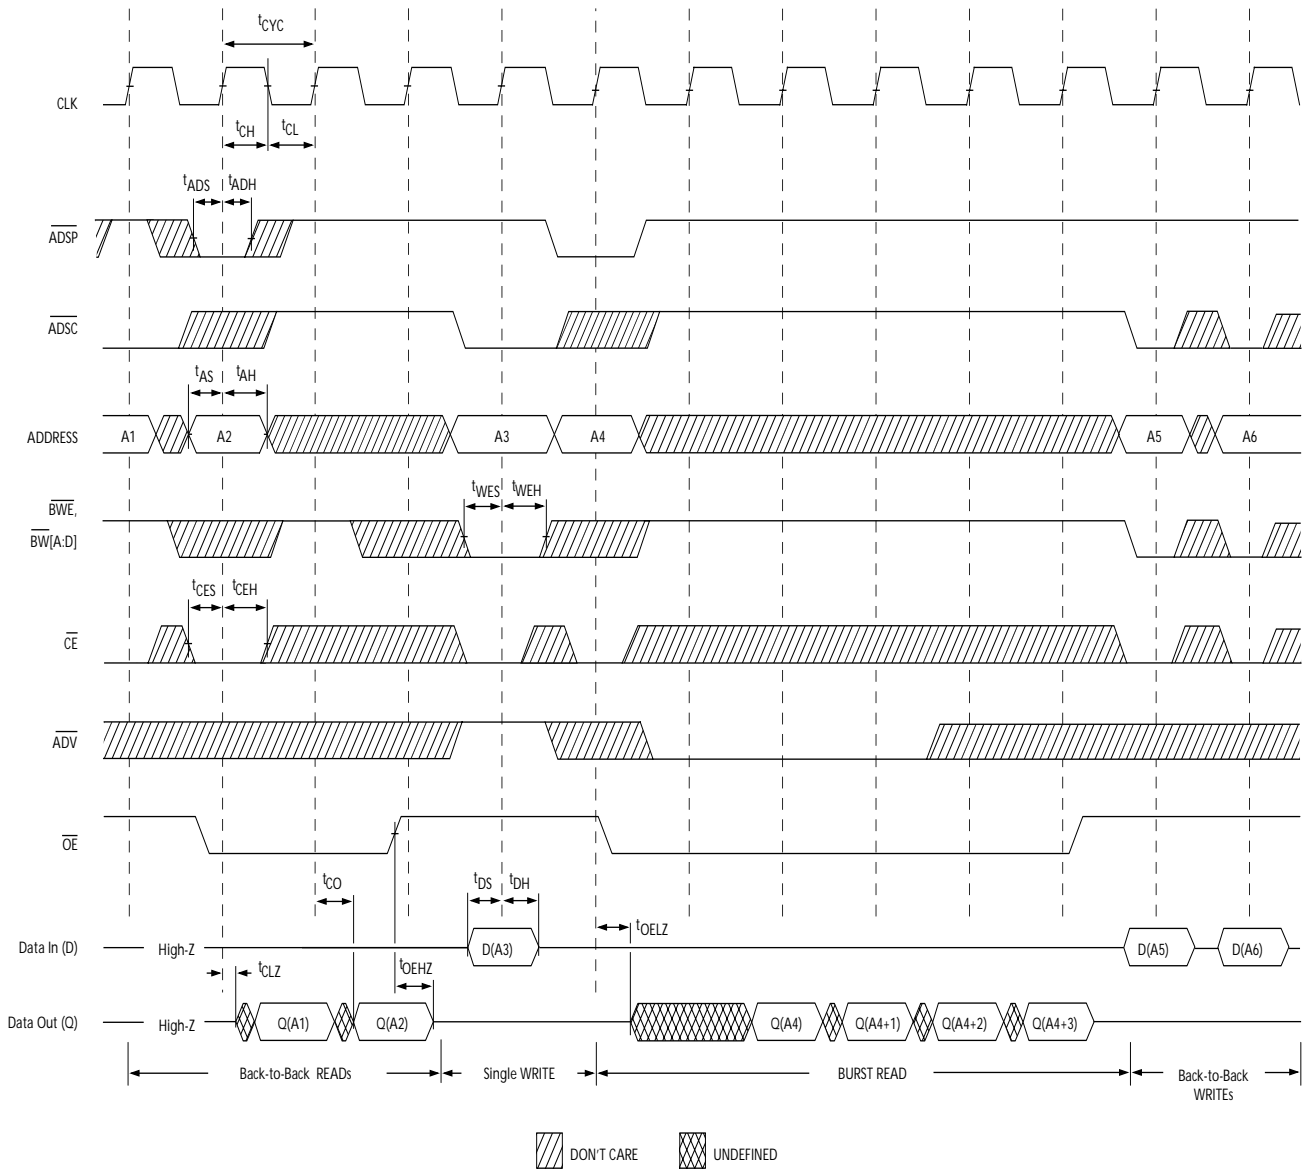 tCYC
CLK
tCH
tCL
tADS
tADH
ADSP
ADSC
tAS
tAH
ADDRESS
A1
A2
A3
A4
A5
A6
tWES
tWEH
BWE,
BW[A:D]
tCES
tCEH
CE
ADV
OE
tCO
tDS
tDH
tOELZ
Data In (D)
High-Z
D(A3)
D(A5)
D(A6)
tCLZ
tOEHZ
Data Out (Q)
High-Z
Q(A1)
Q(A2)
Q(A4)
Q(A4+1)
Q(A4+2)
Q(A4+3)
Back-to-Back READs
Single WRITE
BURST READ
Back-to-Back
WRITEs
DON'T CARE
UNDEFINED